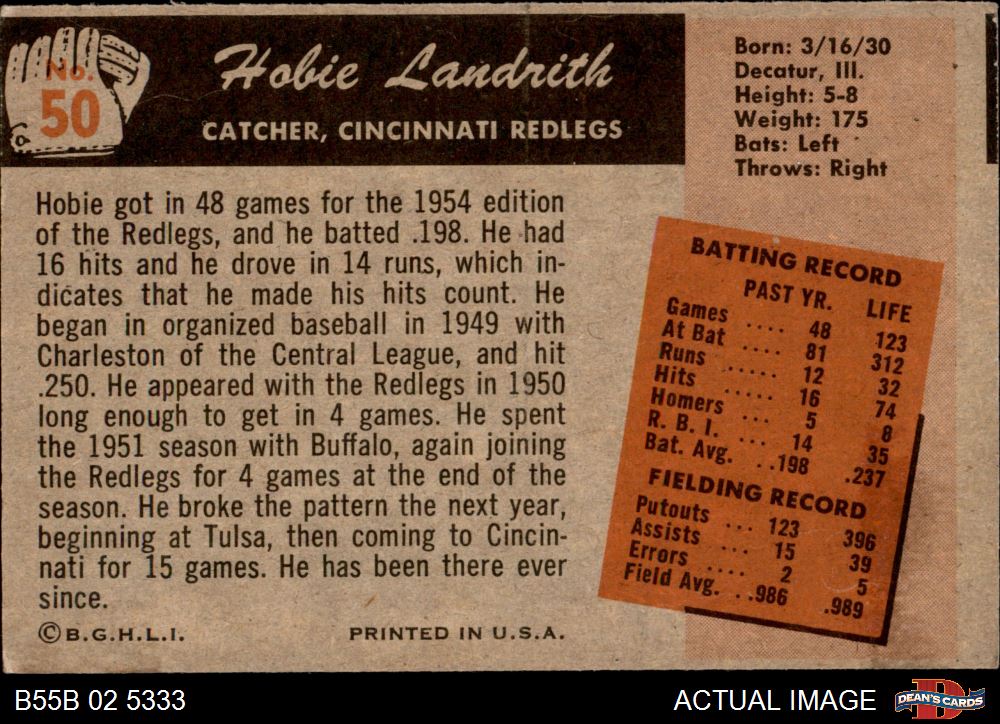 No.
50
Hobie Landrith
CATCHER, CINCINNATI REDLEGS
Born: 3/16/30
Decatur, Ill.
Height: 5-8
Weight: 175
Bats: Left
Throws: Right
Hobie got in 48 games for the 1954 edition
of the Redlegs, and he batted .198. He had
16 hits and he drove in 14 runs, which in-
dicates that he made his hits count. He
began in organized baseball in 1949 with
Charleston of the Central League, and hit
.250. He appeared with the Redlegs in 1950
long enough to get in 4 games. He spent
the 1951 season with Buffalo, again joining
the Redlegs for 4 games at the end of the
season. He broke the pattern the next year,
beginning at Tulsa, then coming to Cincin-
nati for 15 games. He has been there ever
since.
©B.G.H.L.I. PRINTED IN U.S.A.
BATTING RECORD
PAST YR. LIFE
Games .... 48 123
At Bat .... 81 312
Runs ..... 12 32
Hits ..... 16 74
Homers ... 5 8
R. B. I. ... 14 35
Bat. Avg. ..198 .237
FIELDING RECORD
Putouts ... 123 396
Assists ... 15 39
Errors .... 2 5
Field Avg. ..986 .989
B55B 02 5333
ACTUAL IMAGE
DEAN'S CARDS